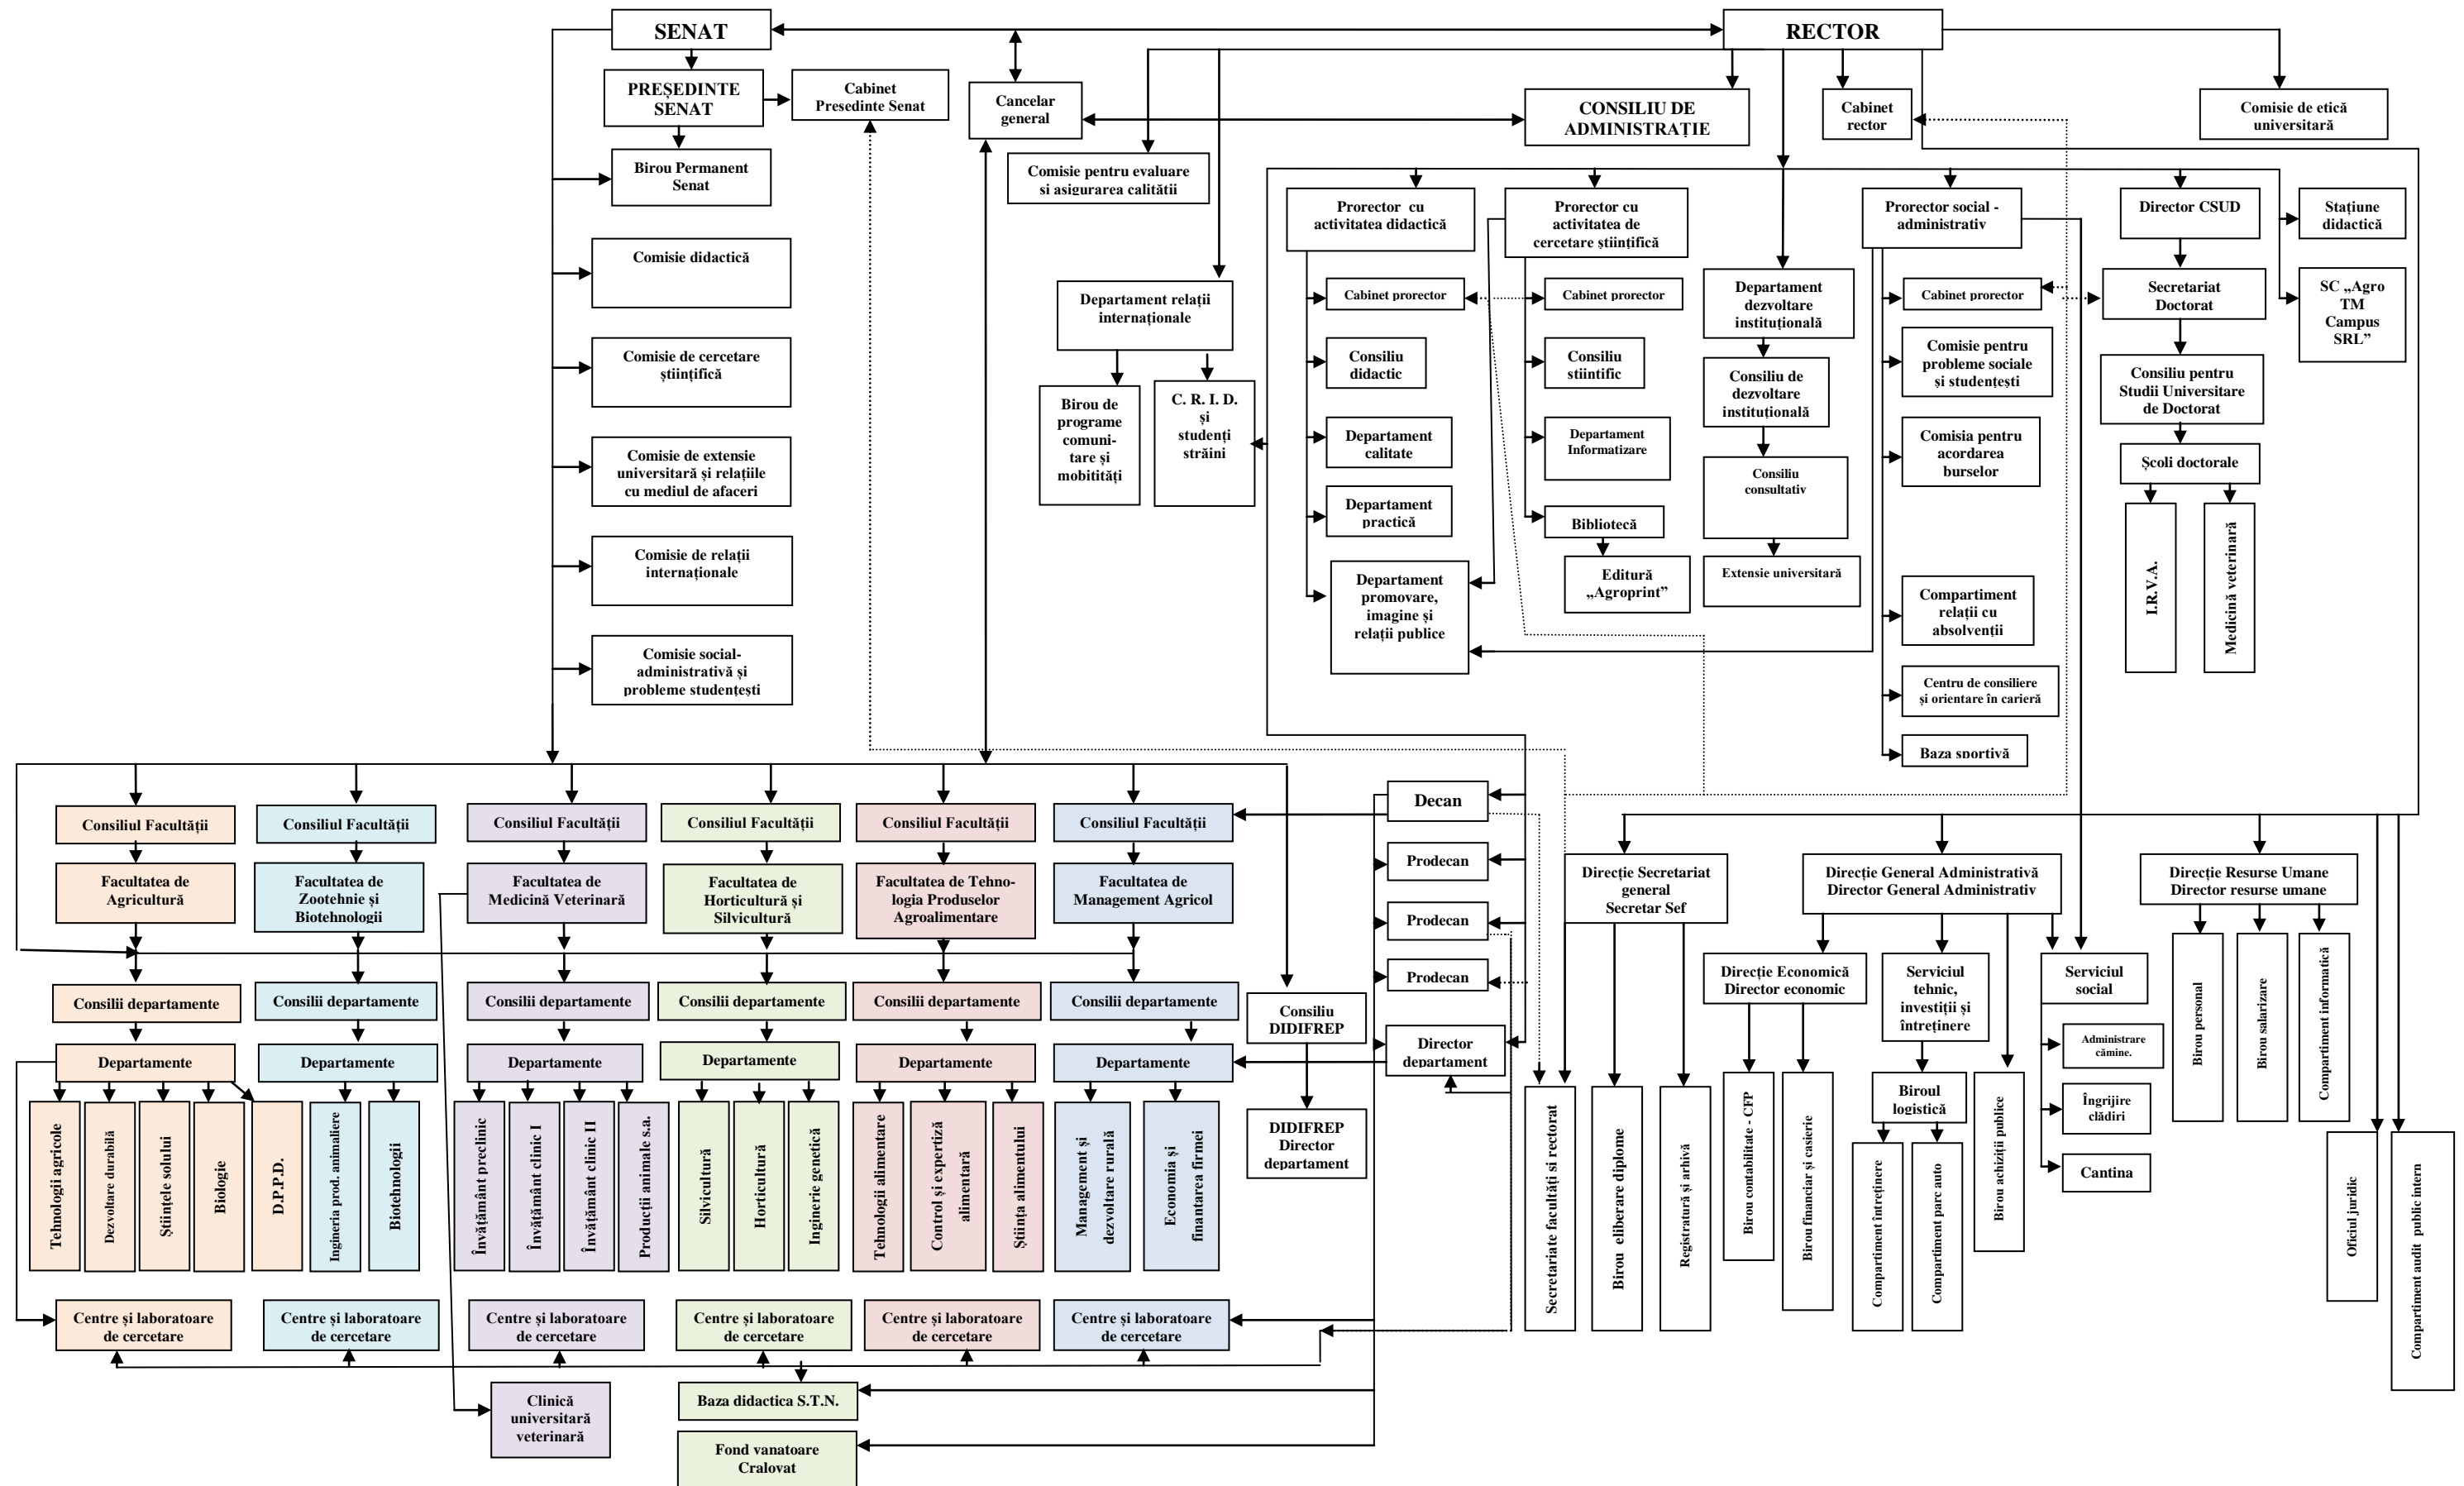 SENAT
RECTOR
PREȘEDINTE
SENAT
Cabinet
Presedinte Senat
Cancelar
general
CONSILIU DE
ADMINISTRAȚIE
Cabinet
rector
Comisie de etică
universitară
Birou Permanent
Senat
Comisie pentru evaluare
si asigurarea calității
Prorector cu
activitatea didactică
Prorector cu
activitatea de
cercetare științifică
Prorector social -
administrativ
Director CSUD
Stațiune
didactică
Comisie didactică
Departament relații
internaționale
Cabinet prorector
Cabinet prorector
Departament
dezvoltare
instituțională
Cabinet prorector
Secretariat
Doctorat
SC „Agro
TM
Campus
SRL”
Comisie de cercetare
științifică
Consiliu
didactic
Consiliu
stiintific
Consiliu de
dezvoltare
instituțională
Comisie pentru
probleme sociale
și studențești
Consiliu pentru
Studii Universitare
de Doctorat
Birou de
programe
comuni-
tare și
mobitități
C. R. I. D.
și
studenți
străini
Comisie de extensie
universitară și relațiile
cu mediul de afaceri
Departament
calitate
Departament
Informatizare
Consiliu
consultativ
Comisia pentru
acordarea
burselor
Școli doctorale
Departament
practică
Bibliotecă
I.R.V.A.
Medicină veterinară
Comisie de relații
internaționale
Departament
promovare,
imagine și
relații publice
Editură
„Agroprint”
Extensie universitară
Compartiment
relații cu
absolvenții
Comisie social-
administrativă și
probleme studențești
Centru de consiliere
și orientare în carieră
Baza sportivă
Decan
Prodecan
Prodecan
Prodecan
Director
departament
Consiliul Facultății
Consiliul Facultății
Consiliul Facultății
Consiliul Facultății
Consiliul Facultății
Consiliul Facultății
Facultatea de
Agricultură
Facultatea de
Zootehnie și
Biotehnologii
Facultatea de
Medicină Veterinară
Facultatea de
Horticultură și
Silvicultură
Facultatea de Tehno-
logia Produselor
Agroalimentare
Facultatea de
Management Agricol
Direcție Secretariat
general
Secretar Sef
Direcție General Administrativă
Director General Administrativ
Direcție Resurse Umane
Director resurse umane
Direcție Economică
Director economic
Serviciul
tehnic,
investiții și
întreținere
Serviciul
social
Birou personal
Birou salarizare
Compartiment informatică
Consilii departamente
Consilii departamente
Consilii departamente
Consilii departamente
Consilii departamente
Consilii departamente
Consiliu
DIDIFREP
Departamente
Departamente
Departamente
Departamente
Departamente
Departamente
Administrare
cămine.
Îngrijire
clădiri
Cantina
Biroul
logistică
Tehnologii agricole
Dezvoltare durabilă
Științele solului
Biologie
D.P.P.D.
Ingineria prod. animaliere
Biotehnologii
Învățământ preclinic
Învățământ clinic I
Învățământ clinic II
Producții animale s.a.
Silvicultură
Horticultură
Inginerie genetică
Tehnologii alimentare
Control și expertiză
alimentară
Știința alimentului
Management și
dezvoltare rurală
Economia și
finantarea firmei
DIDIFREP
Director
departament
Secretariate facultăți si rectorat
Birou eliberare diplome
Registratură și arhivă
Birou contabilitate - CFP
Birou financiar și casierie
Compartiment întreținere
Compartiment parc auto
Birou achiziții publice
Oficiul juridic
Compartiment audit public intern
Centre și laboratoare
de cercetare
Centre și laboratoare
de cercetare
Centre și laboratoare
de cercetare
Centre și laboratoare
de cercetare
Centre și laboratoare
de cercetare
Centre și laboratoare
de cercetare
Clinică
universitară
veterinară
Baza didactica S.T.N.
Fond vanatoare
Cralovat